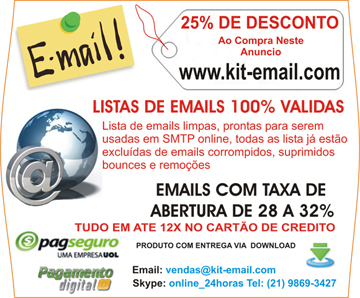 E-mail!
25% DE DESCONTO
Ao Compra Neste
Anuncio
www.kit-email.com
LISTAS DE EMAILS 100% VALIDAS
Lista de emails limpas, prontas para serem
usadas em SMTP online, todas as lista já estão
excluídas de emails corrompidos, suprimidos
bounces e remoções
@
EMAILS COM TAXA DE
ABERTURA DE 28 A 32%
TUDO EM ATE 12X NO CARTÃO DE CREDITO
pagseguro
UMA EMPRESA UOL
PRODUTO COM ENTREGA VIA DOWNLOAD
Pagamento
digital
Email: vendas@kit-email.com
Skype: online_24horas Tel: (21) 9869-3427